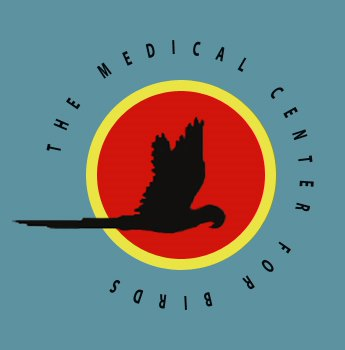 THE MEDICAL CENTER FOR BIRDS